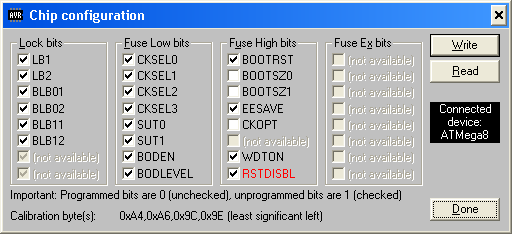 AVR
Chip configuration
Lock bits
LB1
LB2
BLB01
BLB02
BLB11
BLB12
(not available)
(not available)
Fuse Low bits
CKSEL0
CKSEL1
CKSEL2
CKSEL3
SUT0
SUT1
BODEN
BODLEVEL
Fuse High bits
BOOTRST
BOOTSZ0
BOOTSZ1
EESAVE
CKOPT
(not available)
WDTON
RSTDISBL
Fuse Ex bits
(not available)
(not available)
(not available)
(not available)
(not available)
(not available)
(not available)
(not available)
Write
Read
Connected
device:
ATMega8
Important: Programmed bits are 0 (unchecked), unprogrammed bits are 1 (checked)
Calibration byte(s): 0xA4,0xA6,0x9C,0x9E (least significant left)
Done